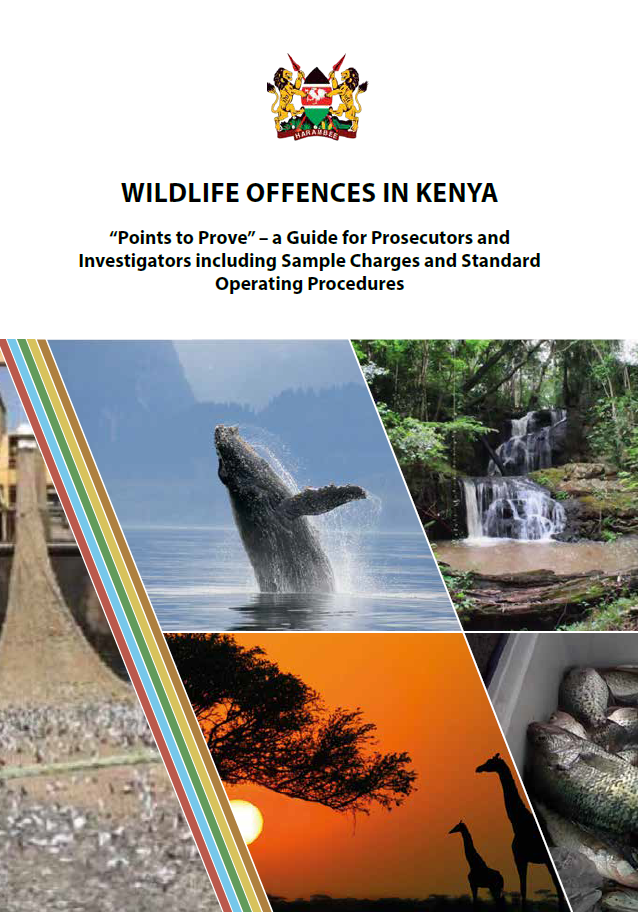 HARAMBEE
WILDLIFE OFFENCES IN KENYA
“Points to Prove” – a Guide for Prosecutors and
Investigators including Sample Charges and Standard
Operating Procedures